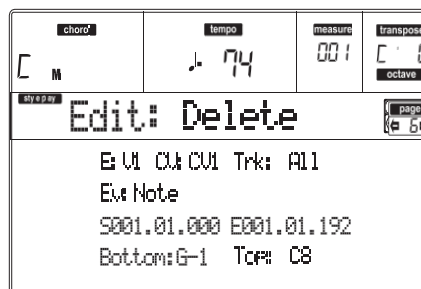 chord tempo measure transpose
C M ♩ 74 001 C
octave
style play
Edit: Delete
page
E: V1 CV: CV1 Trk: All
Ev: Note
S001.01.000 E001.01.192
Bottom:G-1 Top: C8